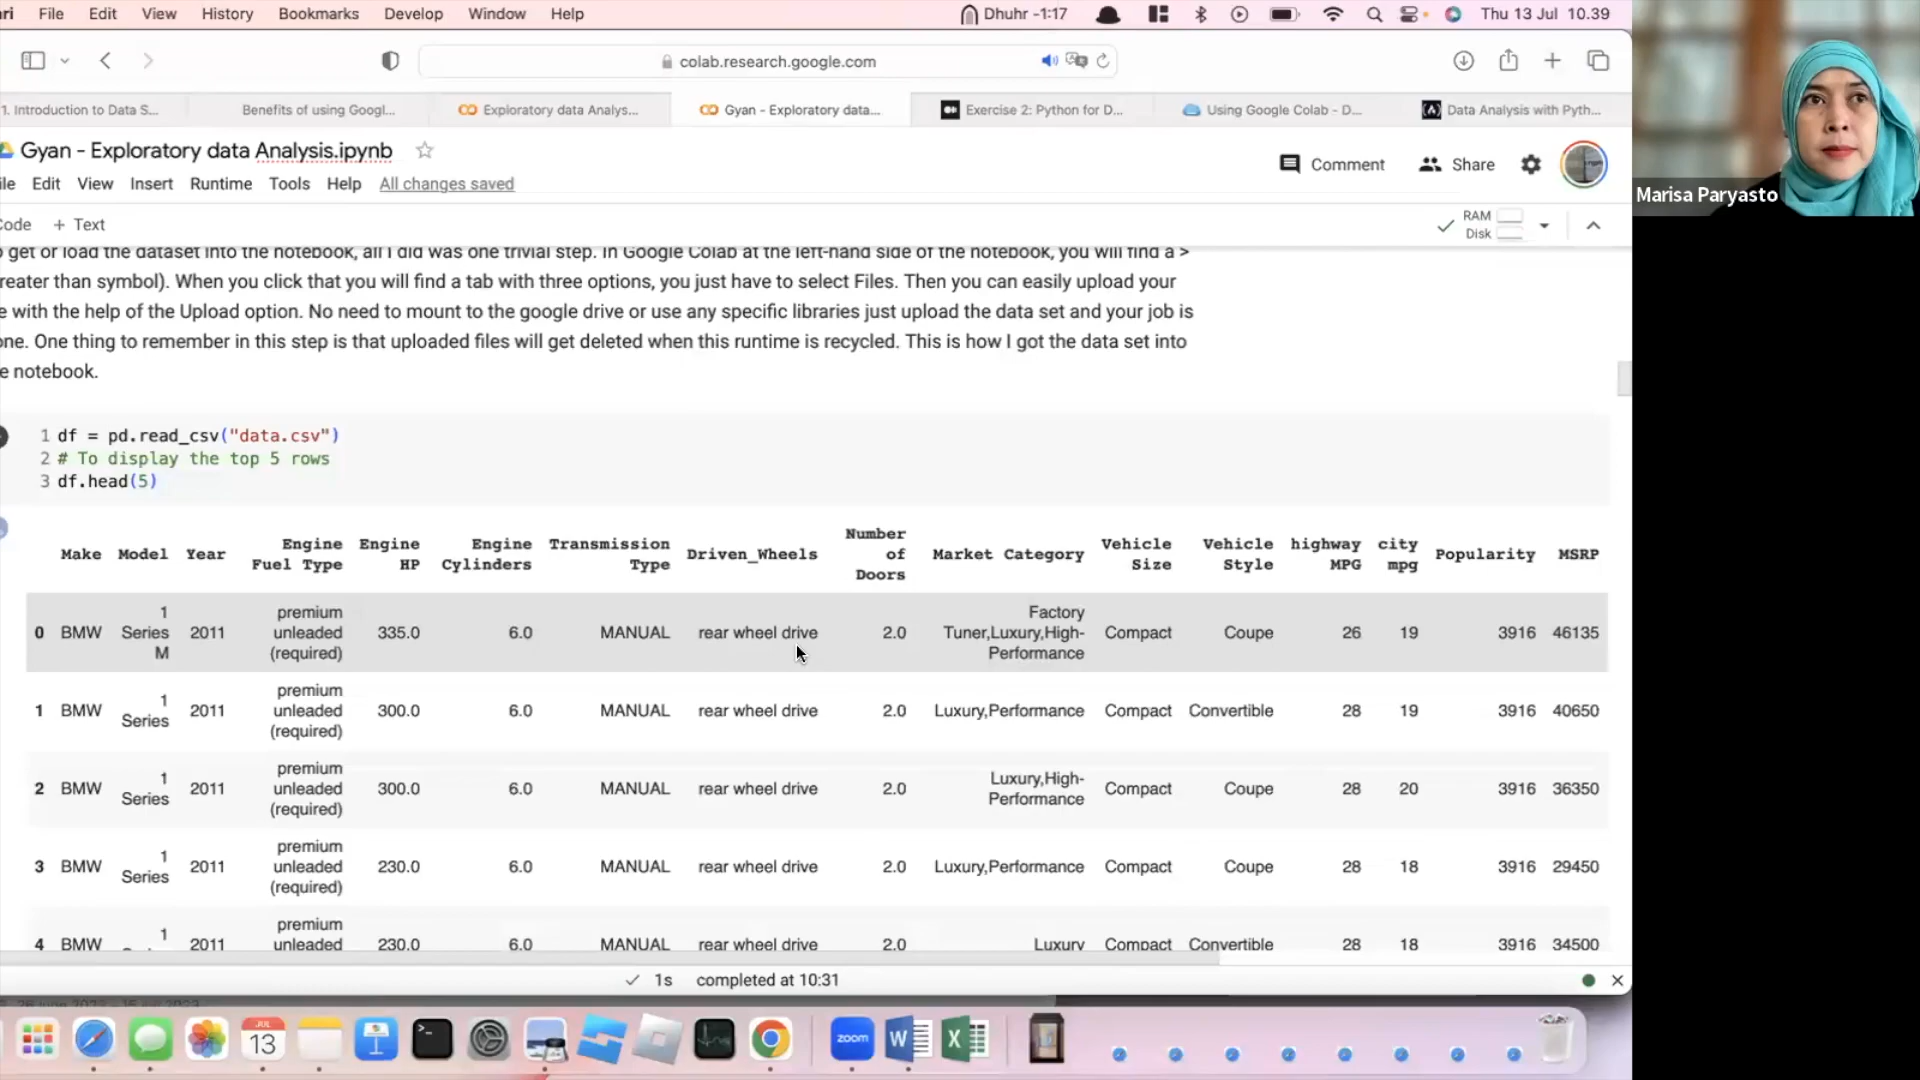 ri File Edit View History Bookmarks Develop Window Help Dhuhr -1:17 Thu 13 Jul 10.39
colab.research.google.com
1. Introduction to Data S... Benefits of using Googl... Exploratory data Analys... Gyan - Exploratory data... Exercise 2: Python for D... Using Google Colab - D... Data Analysis with Pyth...
Gyan - Exploratory data Analysis.ipynb Comment Share
ile Edit View Insert Runtime Tools Help All changes saved
Code + Text RAM
Disk
o get or load the dataset into the notebook, all I did was one trivial step. In Google Colab at the left-hand side of the notebook, you will find a >
reater than symbol). When you click that you will find a tab with three options, you just have to select Files. Then you can easily upload your
e with the help of the Upload option. No need to mount to the google drive or use any specific libraries just upload the data set and your job is
one. One thing to remember in this step is that uploaded files will get deleted when this runtime is recycled. This is how I got the data set into
e notebook.
1 df = pd.read_csv("data.csv")
2 # To display the top 5 rows
3 df.head(5)
Make Model Year Engine Fuel Type Engine HP Engine Cylinders Transmission Type Driven_Wheels Number of Doors Market Category Vehicle Size Vehicle Style highway MPG city mpg Popularity MSRP
0 BMW 1 Series M 2011 premium unleaded (required) 335.0 6.0 MANUAL rear wheel drive 2.0 Factory Tuner,Luxury,High-Performance Compact Coupe 26 19 3916 46135
1 BMW 1 Series 2011 premium unleaded (required) 300.0 6.0 MANUAL rear wheel drive 2.0 Luxury,Performance Compact Convertible 28 19 3916 40650
2 BMW 1 Series 2011 premium unleaded (required) 300.0 6.0 MANUAL rear wheel drive 2.0 Luxury,High-Performance Compact Coupe 28 20 3916 36350
3 BMW 1 Series 2011 premium unleaded (required) 230.0 6.0 MANUAL rear wheel drive 2.0 Luxury,Performance Compact Coupe 28 18 3916 29450
4 BMW 1 2011 premium unleaded 230.0 6.0 MANUAL rear wheel drive 2.0 Luxury Compact Convertible 28 18 3916 34500
1s completed at 10:31
JUL
13
zoom
Marisa Paryasto